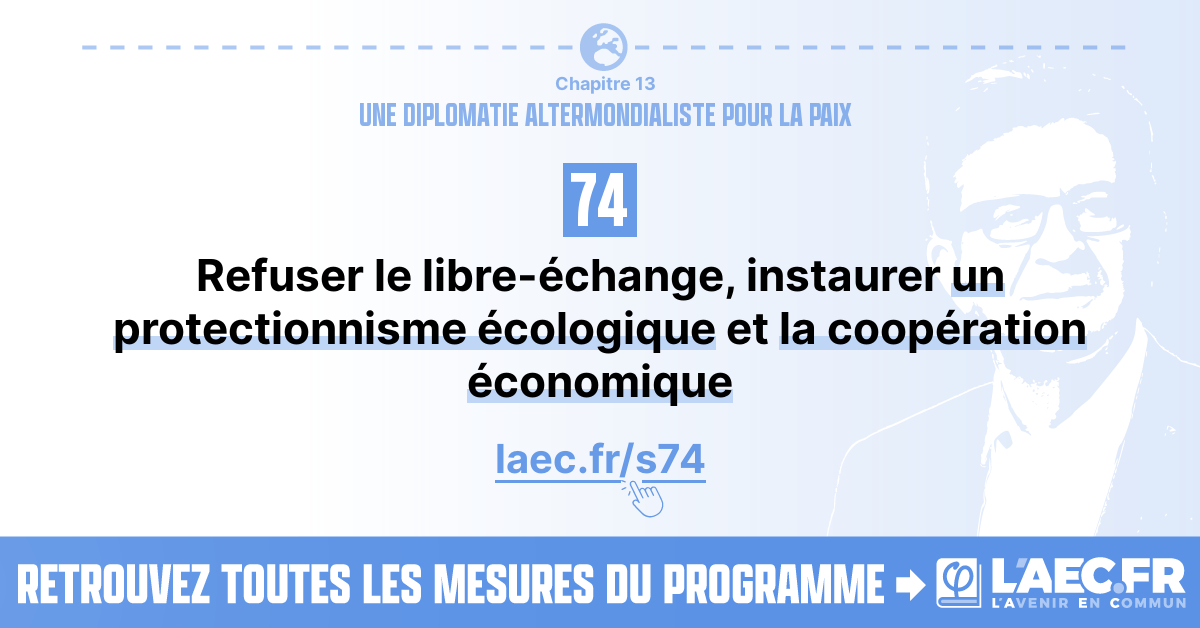 Chapitre 13
UNE DIPLOMATIE ALTERMONDIALISTE POUR LA PAIX
74
Refuser le libre-échange, instaurer un
protectionnisme écologique et la coopération
économique
laec.fr/s74
RETROUVEZ TOUTES LES MESURES DU PROGRAMME
φ L'AEC.FR
L'AVENIR EN COMMUN